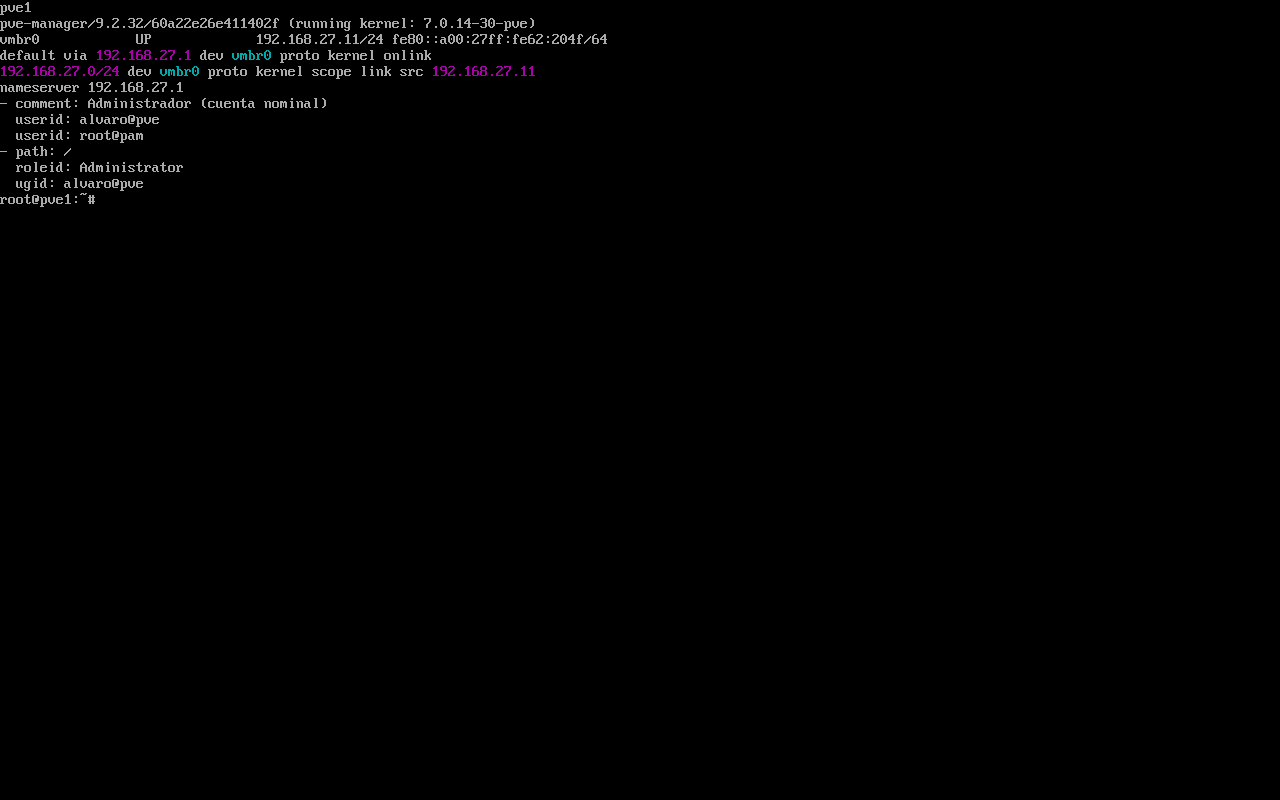 pve1
pve-manager/9.2.32/60a22e26e411402f (running kernel: 7.0.14-30-pve)
vmbr0            UP             192.168.27.11/24 fe80::a00:27ff:fe62:204f/64
default via 192.168.27.1 dev vmbr0 proto kernel onlink
192.168.27.0/24 dev vmbr0 proto kernel scope link src 192.168.27.11
nameserver 192.168.27.1
- comment: Administrador (cuenta nominal)
  userid: alvaro@pve
  userid: root@pam
- path: /
  roleid: Administrator
  ugid: alvaro@pve
root@pve1:~#